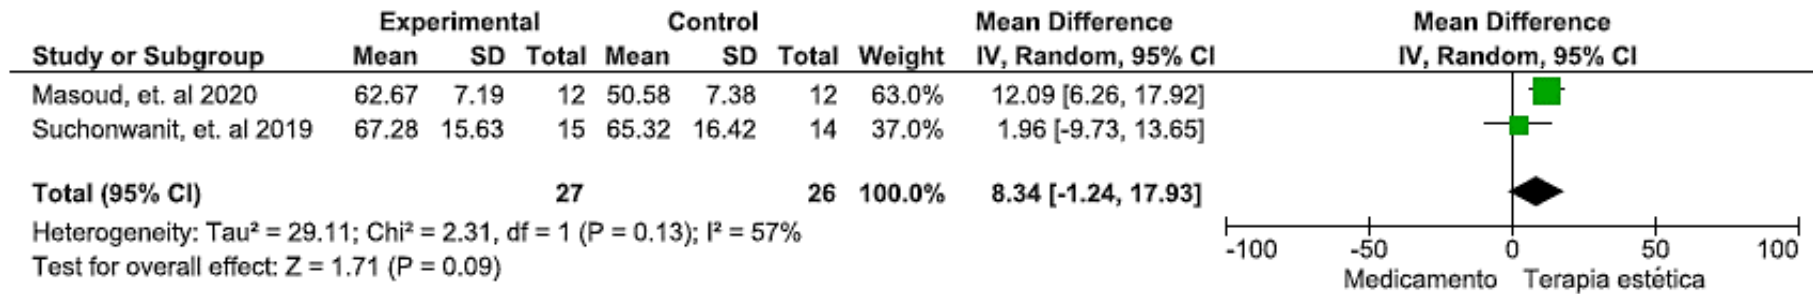 Experimental Control Mean Difference Mean Difference
Study or Subgroup Mean SD Total Mean SD Total Weight IV, Random, 95% CI IV, Random, 95% CI
Masoud, et. al 2020 62.67 7.19 12 50.58 7.38 12 63.0% 12.09 [6.26, 17.92]
Suchonwanit, et. al 2019 67.28 15.63 15 65.32 16.42 14 37.0% 1.96 [-9.73, 13.65]
Total (95% CI) 27 26 100.0% 8.34 [-1.24, 17.93]
Heterogeneity: Tau² = 29.11; Chi² = 2.31, df = 1 (P = 0.13); I² = 57%
Test for overall effect: Z = 1.71 (P = 0.09)
-100 -50 0 50 100
Medicamento Terapia estética